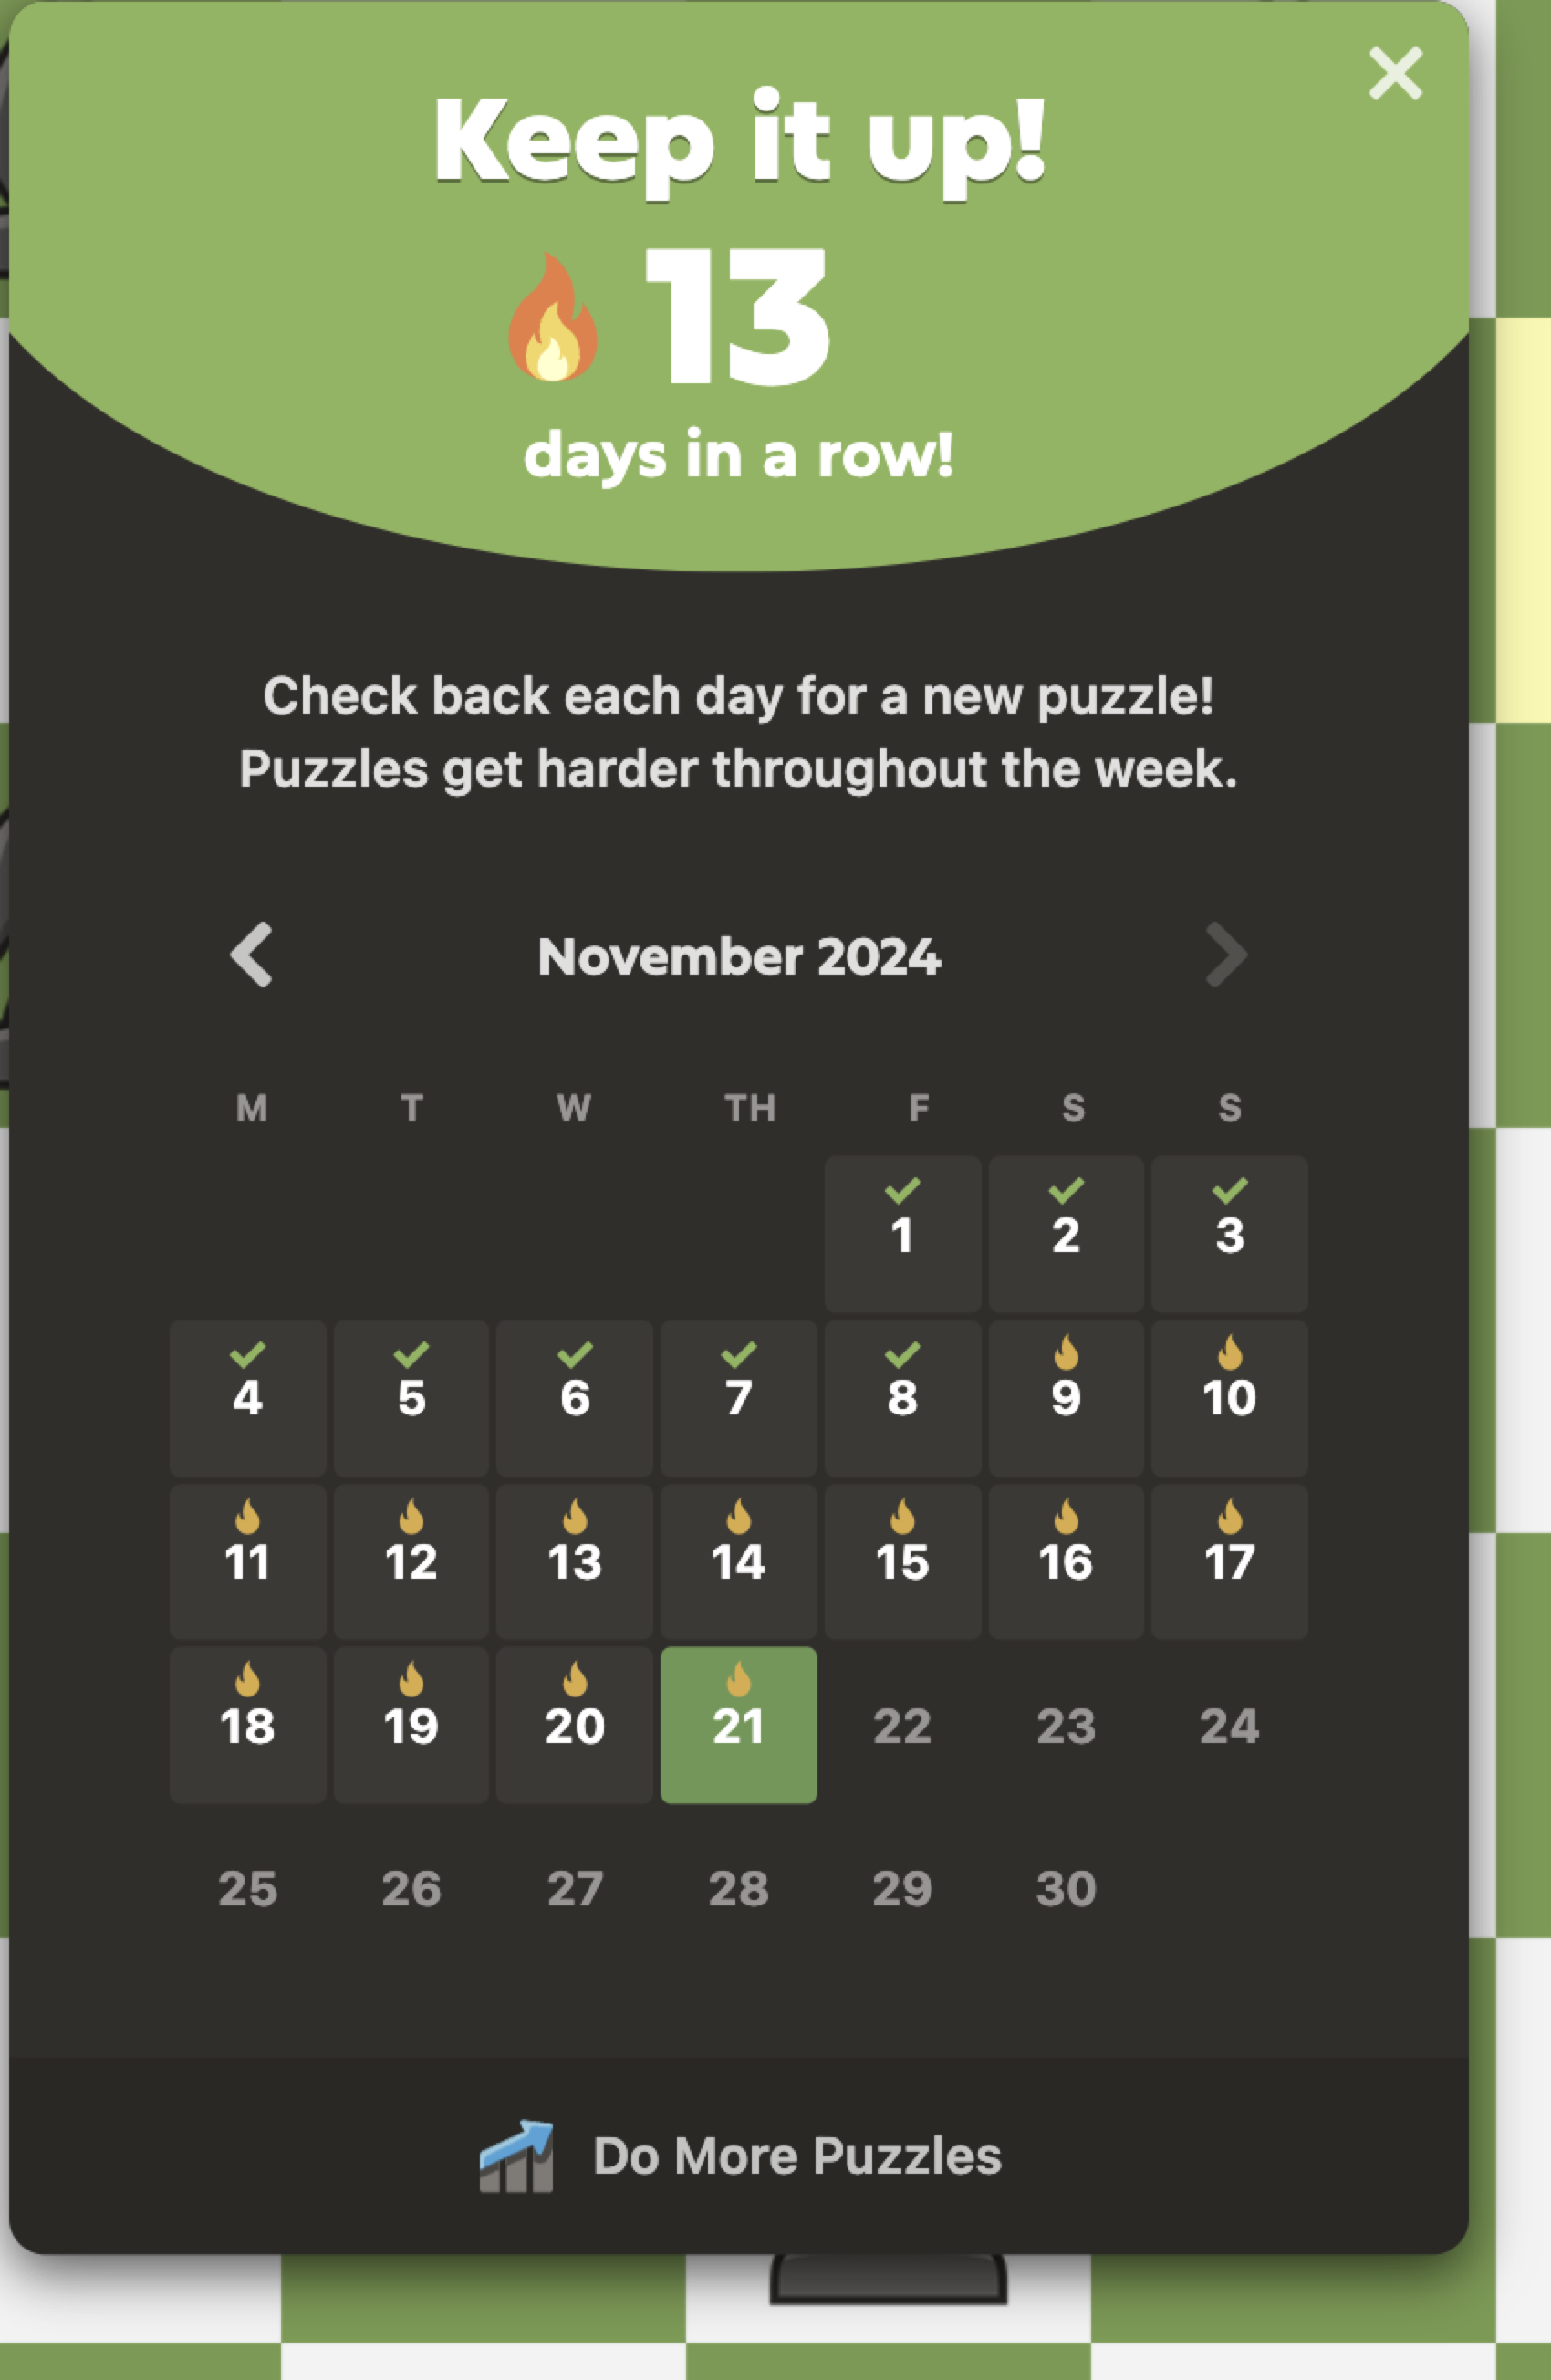 Keep it up!
13
days in a row!
Check back each day for a new puzzle!
Puzzles get harder throughout the week.
November 2024
M T W TH F S S
1 2 3
4 5 6 7 8 9 10
11 12 13 14 15 16 17
18 19 20 21 22 23 24
25 26 27 28 29 30
Do More Puzzles